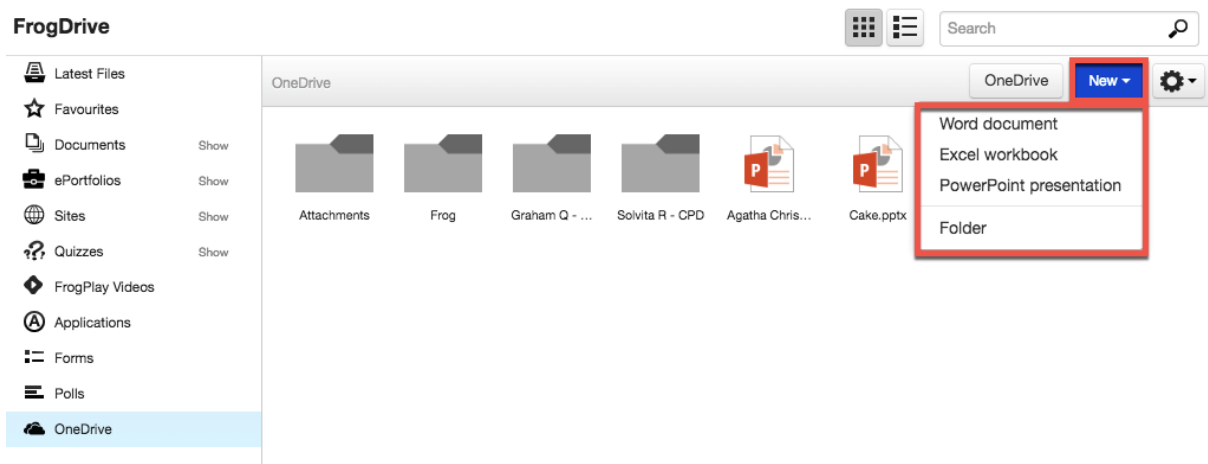 FrogDrive
Search
Latest Files
Favourites
Documents Show
ePortfolios Show
Sites Show
Quizzes Show
FrogPlay Videos
Applications
Forms
Polls
OneDrive
OneDrive
OneDrive
New
Word document
Excel workbook
PowerPoint presentation
Folder
P
P
Attachments
Frog
Graham Q - ...
Solvita R - CPD
Agatha Chris...
Cake.pptx